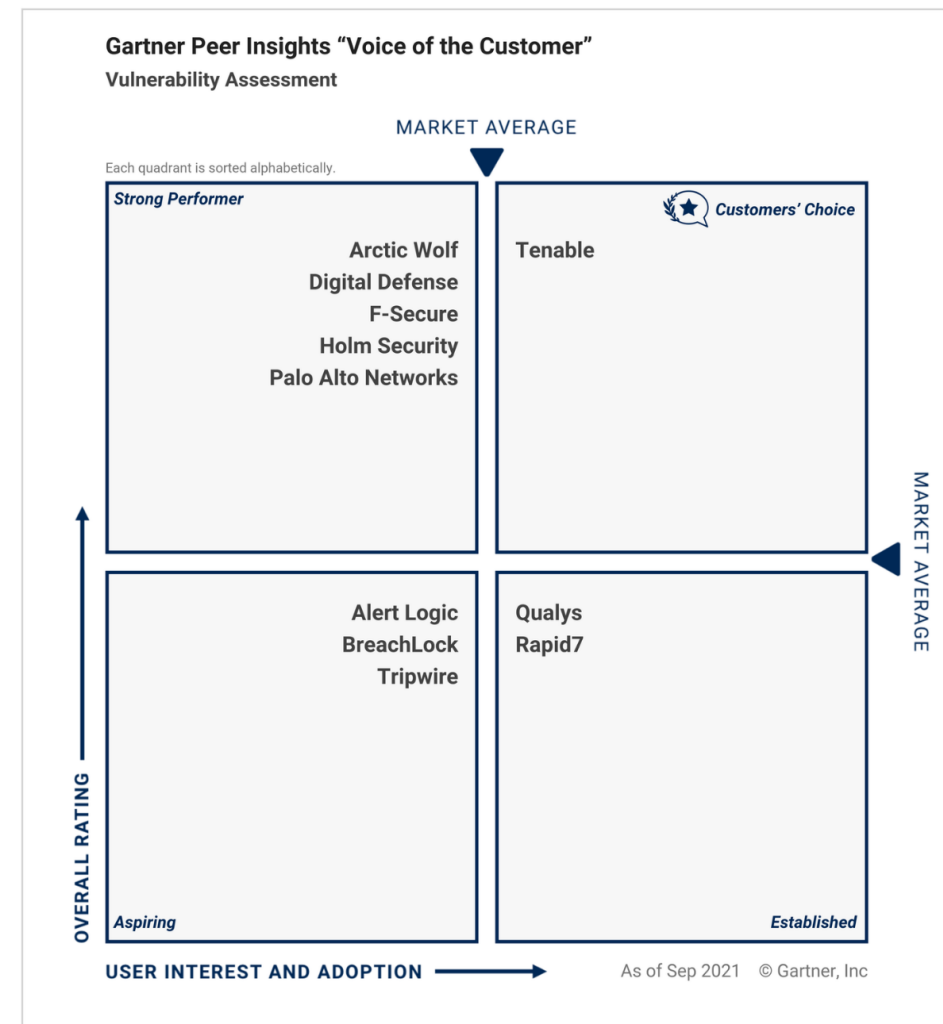 Gartner Peer Insights “Voice of the Customer”
Vulnerability Assessment
MARKET AVERAGE
Each quadrant is sorted alphabetically.
Strong Performer
Arctic Wolf
Digital Defense
F-Secure
Holm Security
Palo Alto Networks
Customers’ Choice
Tenable
MARKET AVERAGE
Alert Logic
BreachLock
Tripwire
Aspiring
Qualys
Rapid7
Established
OVERALL RATING
USER INTEREST AND ADOPTION
As of Sep 2021 © Gartner, Inc